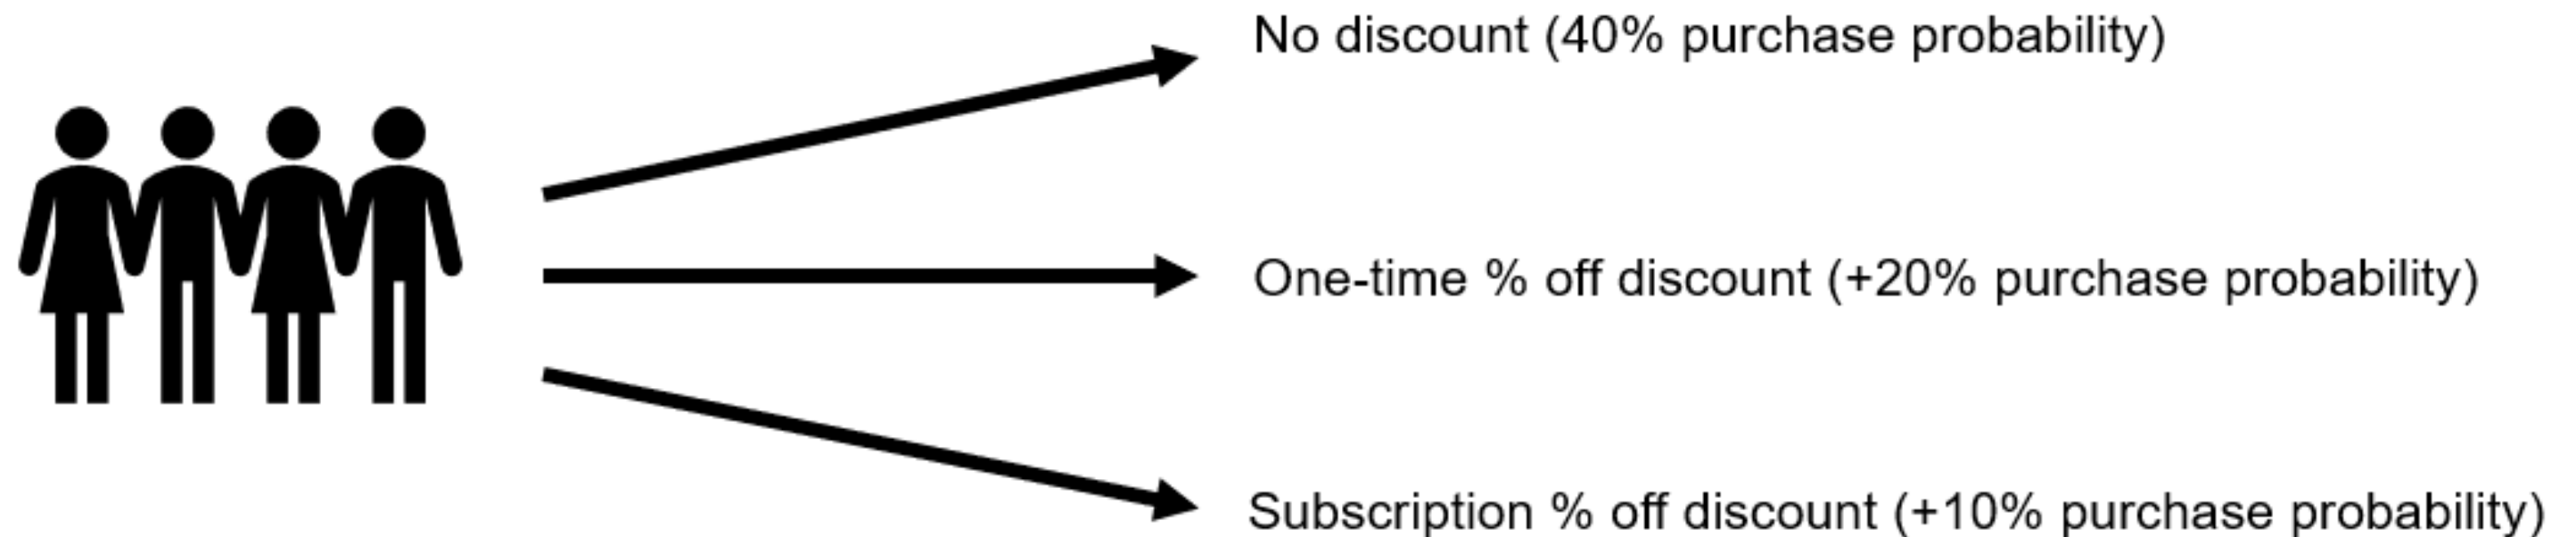 No discount (40% purchase probability)
One-time % off discount (+20% purchase probability)
Subscription % off discount (+10% purchase probability)